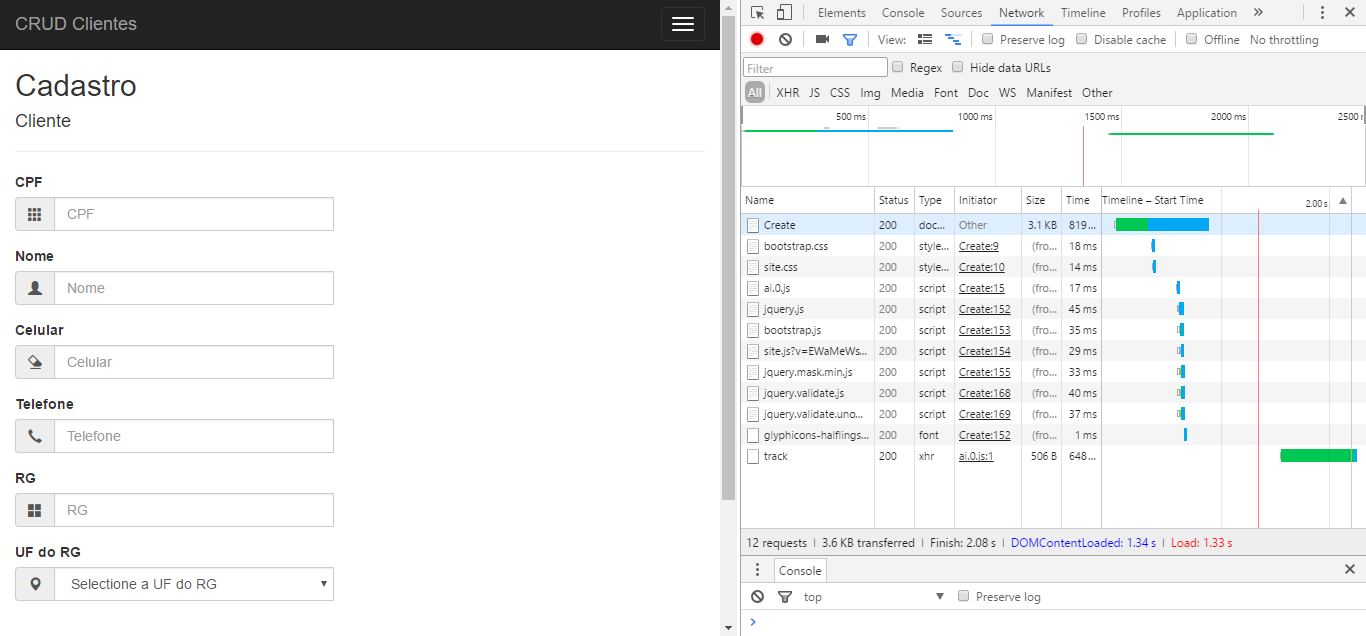 CRUD Clientes
Cadastro
Cliente
CPF
CPF
Nome
Nome
Celular
Celular
Telefone
Telefone
RG
RG
UF do RG
Selectione a UF do RG
Elements Console Sources Network Timeline Profiles Application »
View: Preserve log Disable cache Offline No throttling
Filter Regex Hide data URLs
All XHR JS CSS Img Media Font Doc WS Manifest Other
500 ms 1000 ms 1500 ms 2000 ms 2500 
Name Status Type Initiator Size Time Timeline – Start Time 2.00 s ▲
Create 200 doc... Other 3.1 KB 819...
bootstrap.css 200 style... Create:9 (fro... 18 ms
site.css 200 style... Create:10 (fro... 14 ms
ai.0.js 200 script Create:15 (fro... 17 ms
jquery.js 200 script Create:152 (fro... 45 ms
bootstrap.js 200 script Create:153 (fro... 35 ms
site.js?v=EWaMeWs... 200 script Create:154 (fro... 29 ms
jquery.mask.min.js 200 script Create:155 (fro... 33 ms
jquery.validate.js 200 script Create:168 (fro... 40 ms
jquery.validate.uno... 200 script Create:169 (fro... 37 ms
glyphicons-halflings... 200 font Create:152 (fro... 1 ms
track 200 xhr ai.0.js:1 506 B 648...
12 requests | 3.6 KB transferred | Finish: 2.08 s | DOMContentLoaded: 1.34 s | Load: 1.33 s
Console
top ▼ Preserve log